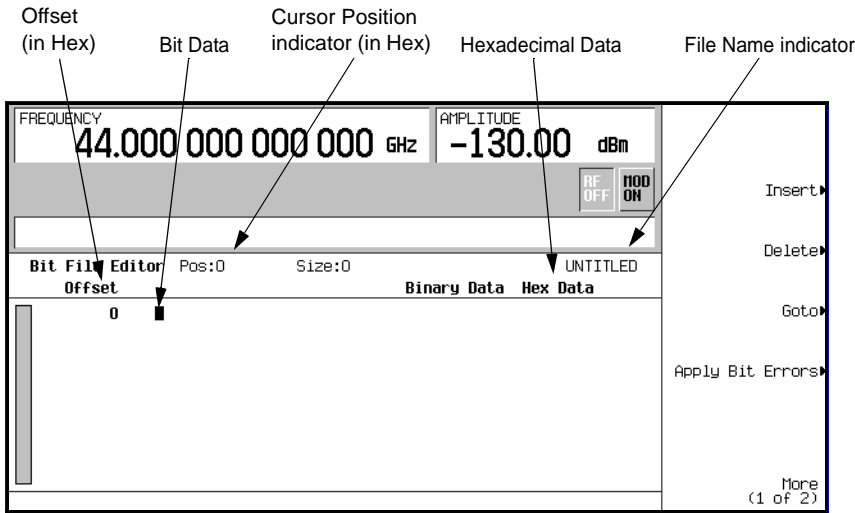 Offset
(in Hex)
Bit Data
Cursor Position
indicator (in Hex)
Hexadecimal Data
File Name indicator
FREQUENCY
44.000 000 000 000 GHz
AMPLITUDE
-130.00 dBm
RF
OFF
MOD
ON
Insert
Delete
Goto
Apply Bit Errors
More
(1 of 2)
Bit File Editor Pos:0 Size:0 UNTITLED
Offset Binary Data Hex Data
0